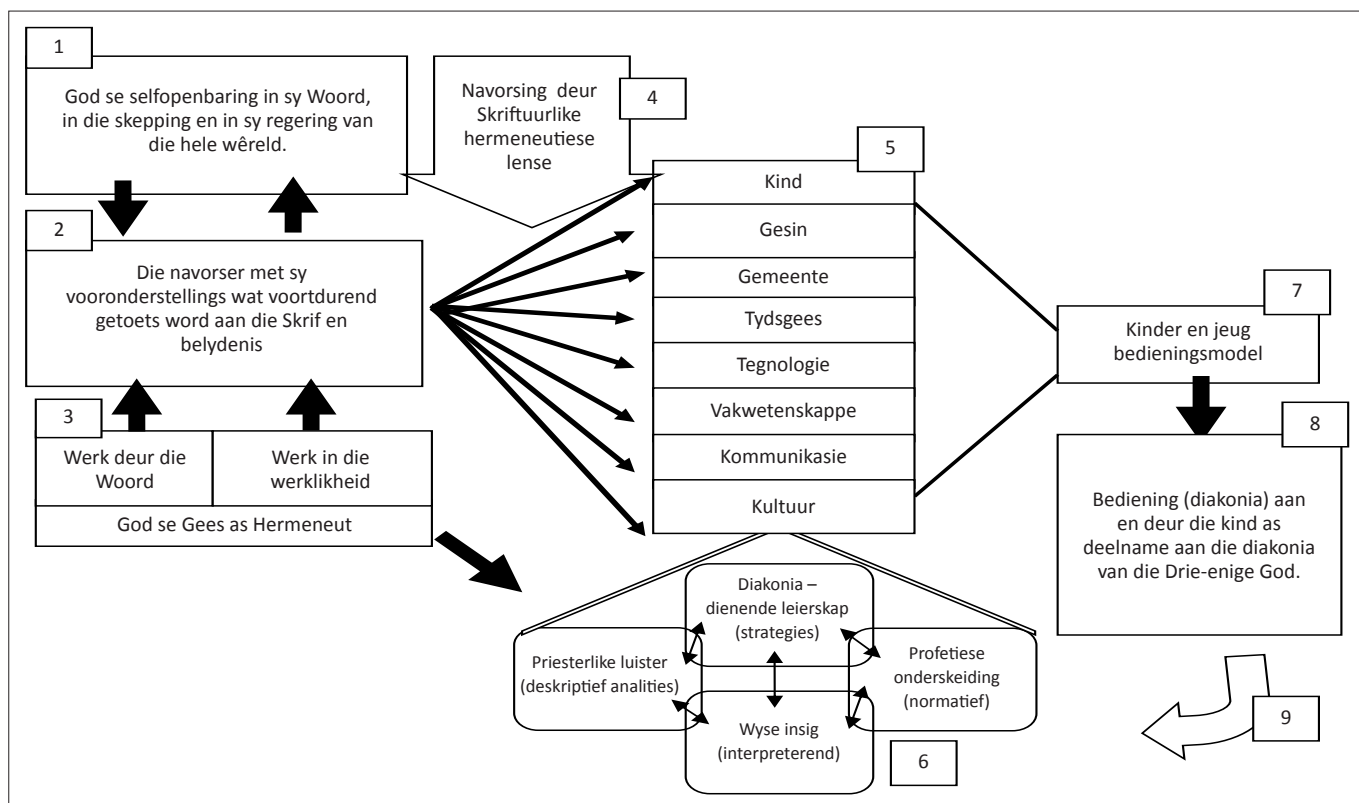 1
God se selfopenbaring in sy Woord,
in die skepping en in sy regering van
die hele wêreld.
2
Die navorser met sy
vooronderstellings wat voortdurend
getoets word aan die Skrif en
belydenis
3
Werk deur die
Woord
Werk in die
werklikheid
God se Gees as Hermeneut
4
Navorsing deur
Skriftuurlike
hermeneutiese
lense
5
Kind
Gesin
Gemeente
Tydsgees
Tegnologie
Vakwetenskappe
Kommunikasie
Kultuur
Diakonia –
dienende leierskap
(strategies)
Priesterlike luister
(deskriptief analities)
Profetiese
onderskeiding
(normatief)
Wyse insig
(interpreterend)
6
7
Kinder en jeug
bedieningsmodel
8
Bediening (diakonia) aan
en deur die kind as
deelname aan die diakonia
van die Drie-enige God.
9